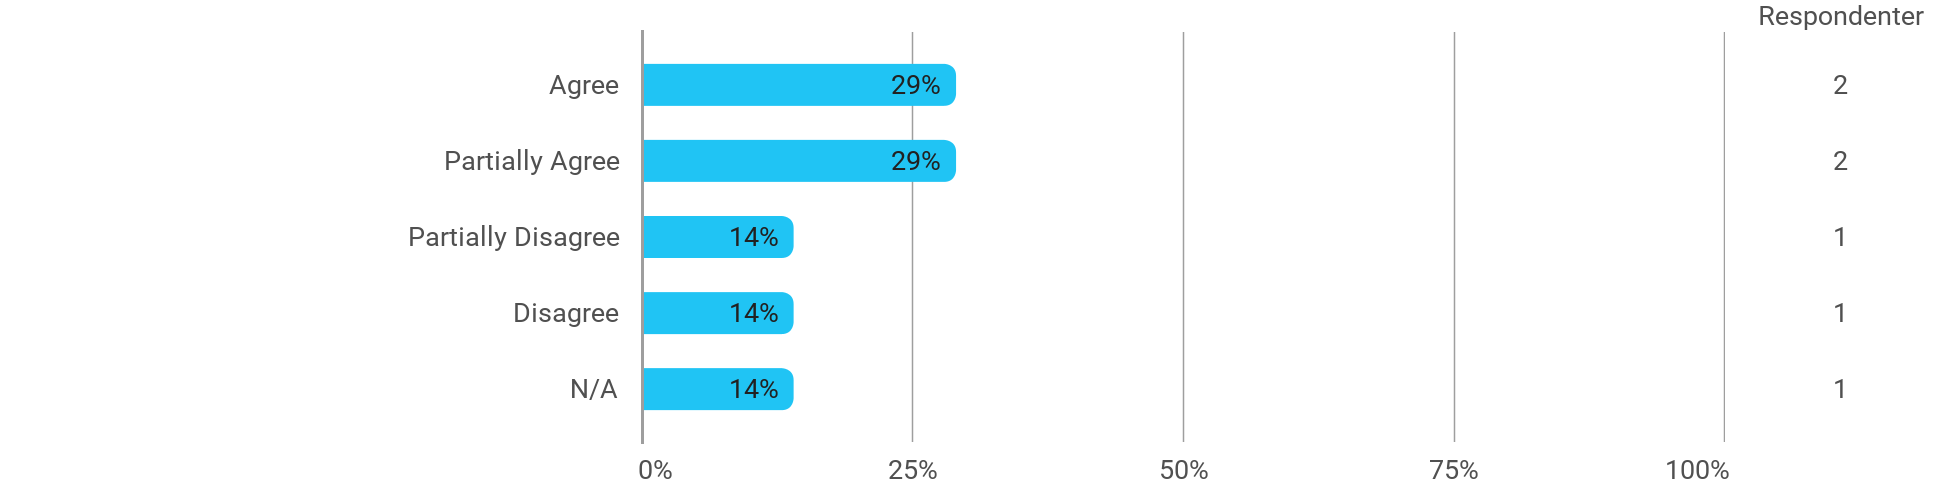 Respondenter
Agree 29% 2
Partially Agree 29% 2
Partially Disagree 14% 1
Disagree 14% 1
N/A 14% 1
0% 25% 50% 75% 100%